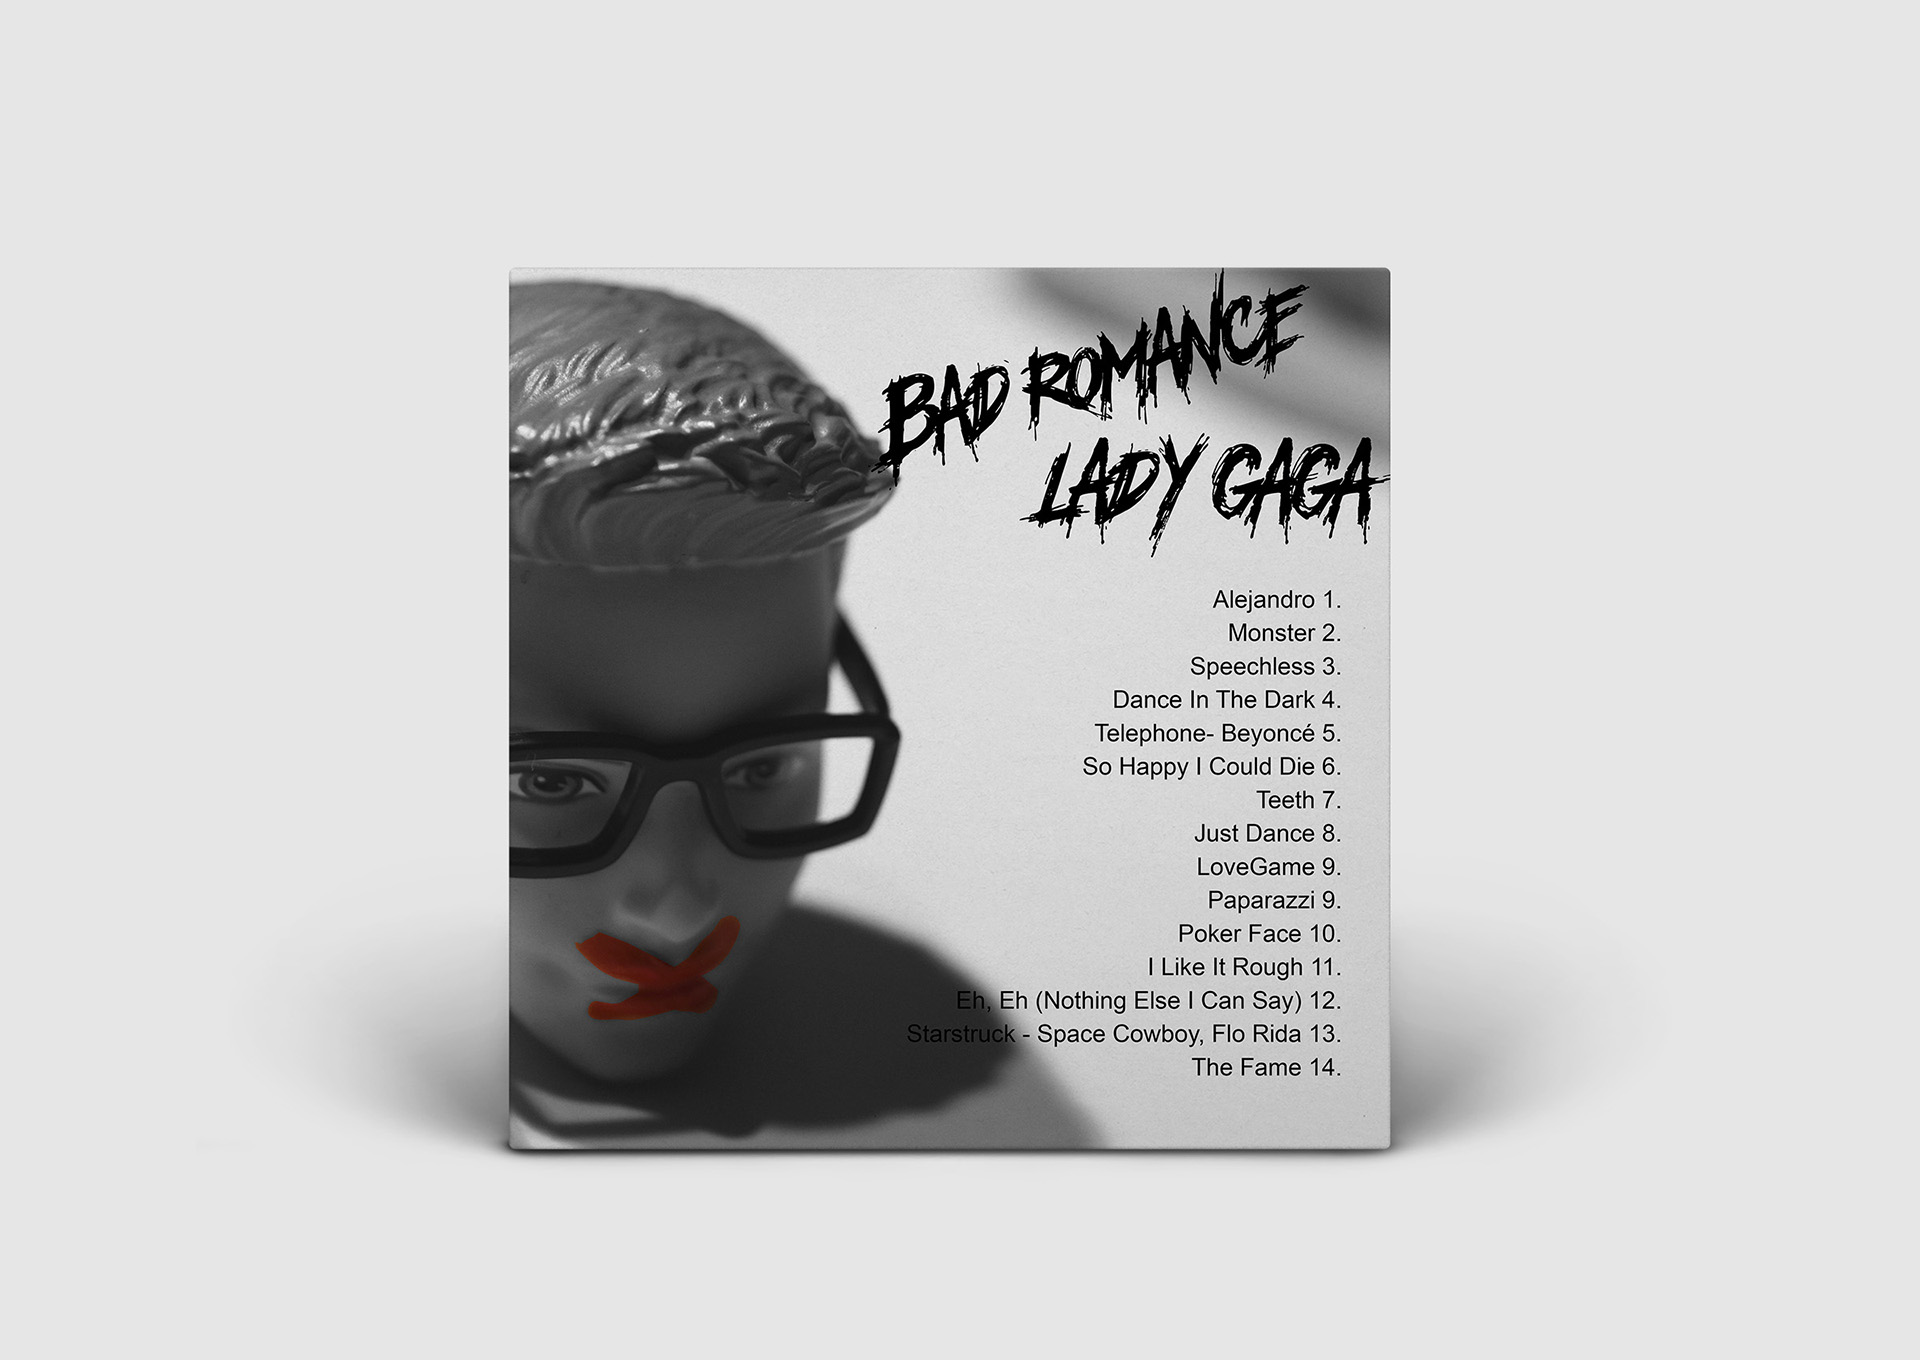 BAD ROMANCE
LADY GAGA
Alejandro 1.
Monster 2.
Speechless 3.
Dance In The Dark 4.
Telephone- Beyoncé 5.
So Happy I Could Die 6.
Teeth 7.
Just Dance 8.
LoveGame 9.
Paparazzi 9.
Poker Face 10.
I Like It Rough 11.
Eh, Eh (Nothing Else I Can Say) 12.
Starstruck - Space Cowboy, Flo Rida 13.
The Fame 14.